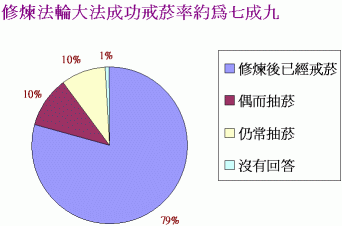 修煉法輪大法成功戒菸率約為七成九
1%
10%
10%
79%
修煉後已經戒菸
偶而抽菸
仍常抽菸
沒有回答